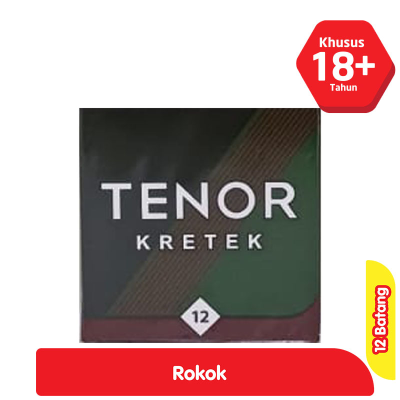 Khusus
18+
Tahun
TENOR
KRETEK
12
12 Batang
Rokok